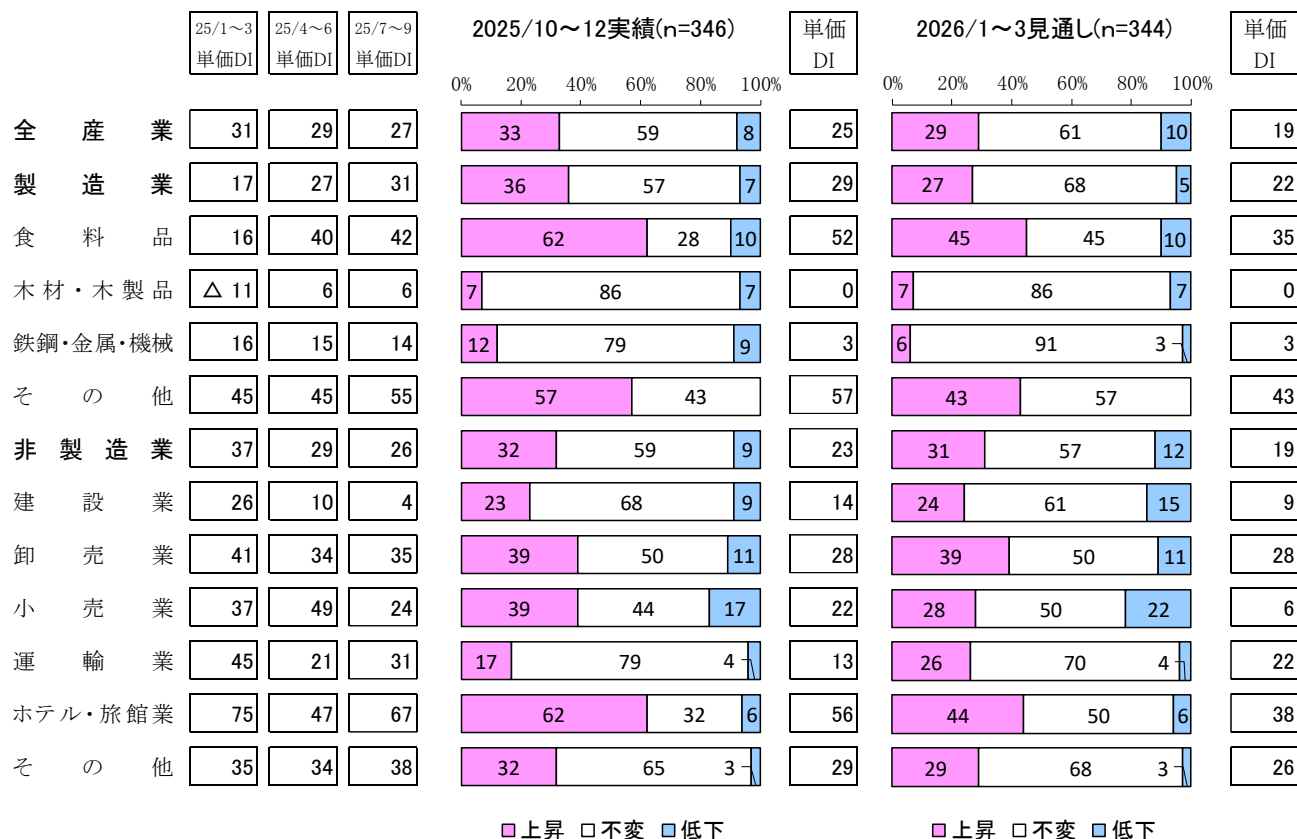 25/1～3 25/4～6 25/7～9 2025/10～12実績(n=346) 単価 2026/1～3見通し(n=344) 単価
単価DI 単価DI 単価DI DI DI
0% 20% 40% 60% 80% 100% 0% 20% 40% 60% 80% 100%
全産業 31 29 27 33 59 8 25 29 61 10 19
製造業 17 27 31 36 57 7 29 27 68 5 22
食料品 16 40 42 62 28 10 52 45 45 10 35
木材・木製品 △ 11 6 6 7 86 7 0 7 86 7 0
鉄鋼・金属・機械 16 15 14 12 79 9 3 6 91 3 3
その他 45 45 55 57 43 57 43 57 43
非製造業 37 29 26 32 59 9 23 31 57 12 19
建設業 26 10 4 23 68 9 14 24 61 15 9
卸売業 41 34 35 39 50 11 28 39 50 11 28
小売業 37 49 24 39 44 17 22 28 50 22 6
運輸業 45 21 31 17 79 4 13 26 70 4 22
ホテル・旅館業 75 47 67 62 32 6 56 44 50 6 38
その他 35 34 38 32 65 3 29 29 68 3 26
上昇 不変 低下 上昇 不変 低下